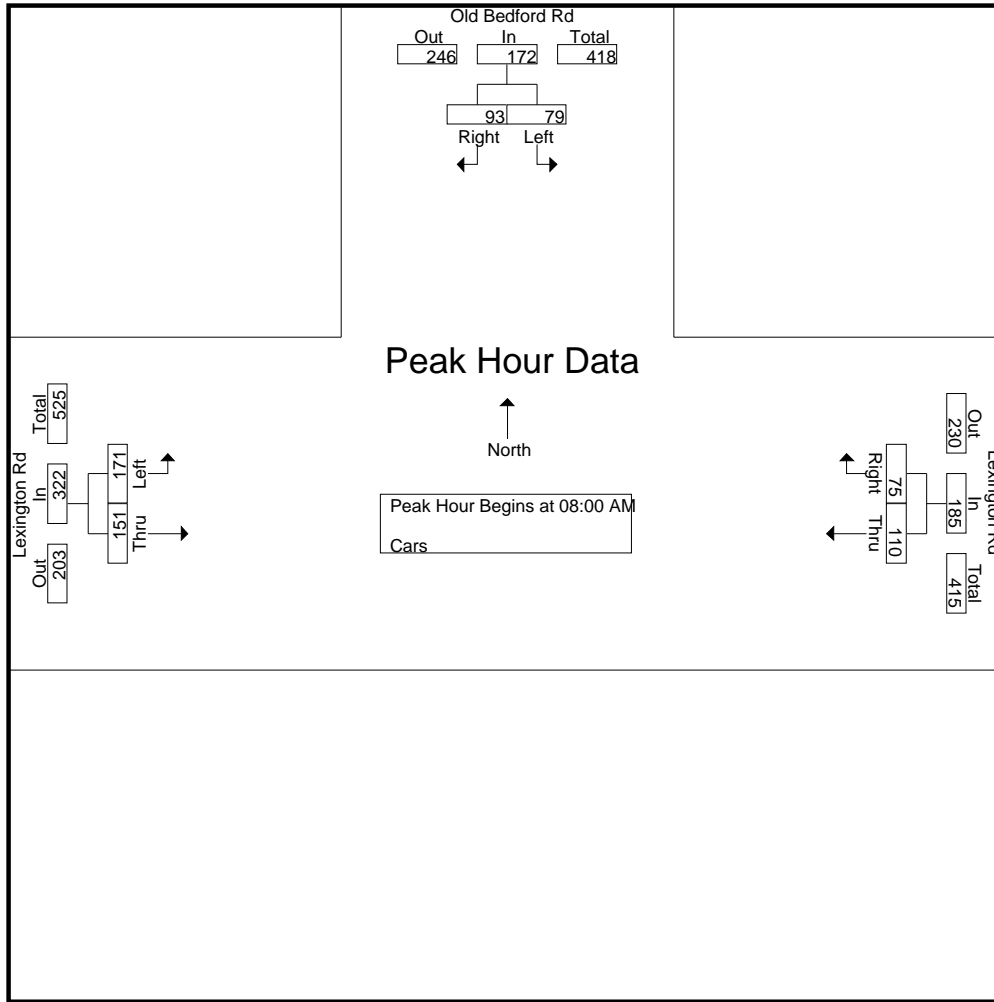 Old Bedford Rd
Out In Total
246 172 418
93 79
Right Left
Peak Hour Data
North
Peak Hour Begins at 08:00 AM
Cars
Lexington Rd
Total In Out
525 322 203
171 151
Left Thru
Lexington Rd
Out In Total
230 185 415
75 110
Right Thru